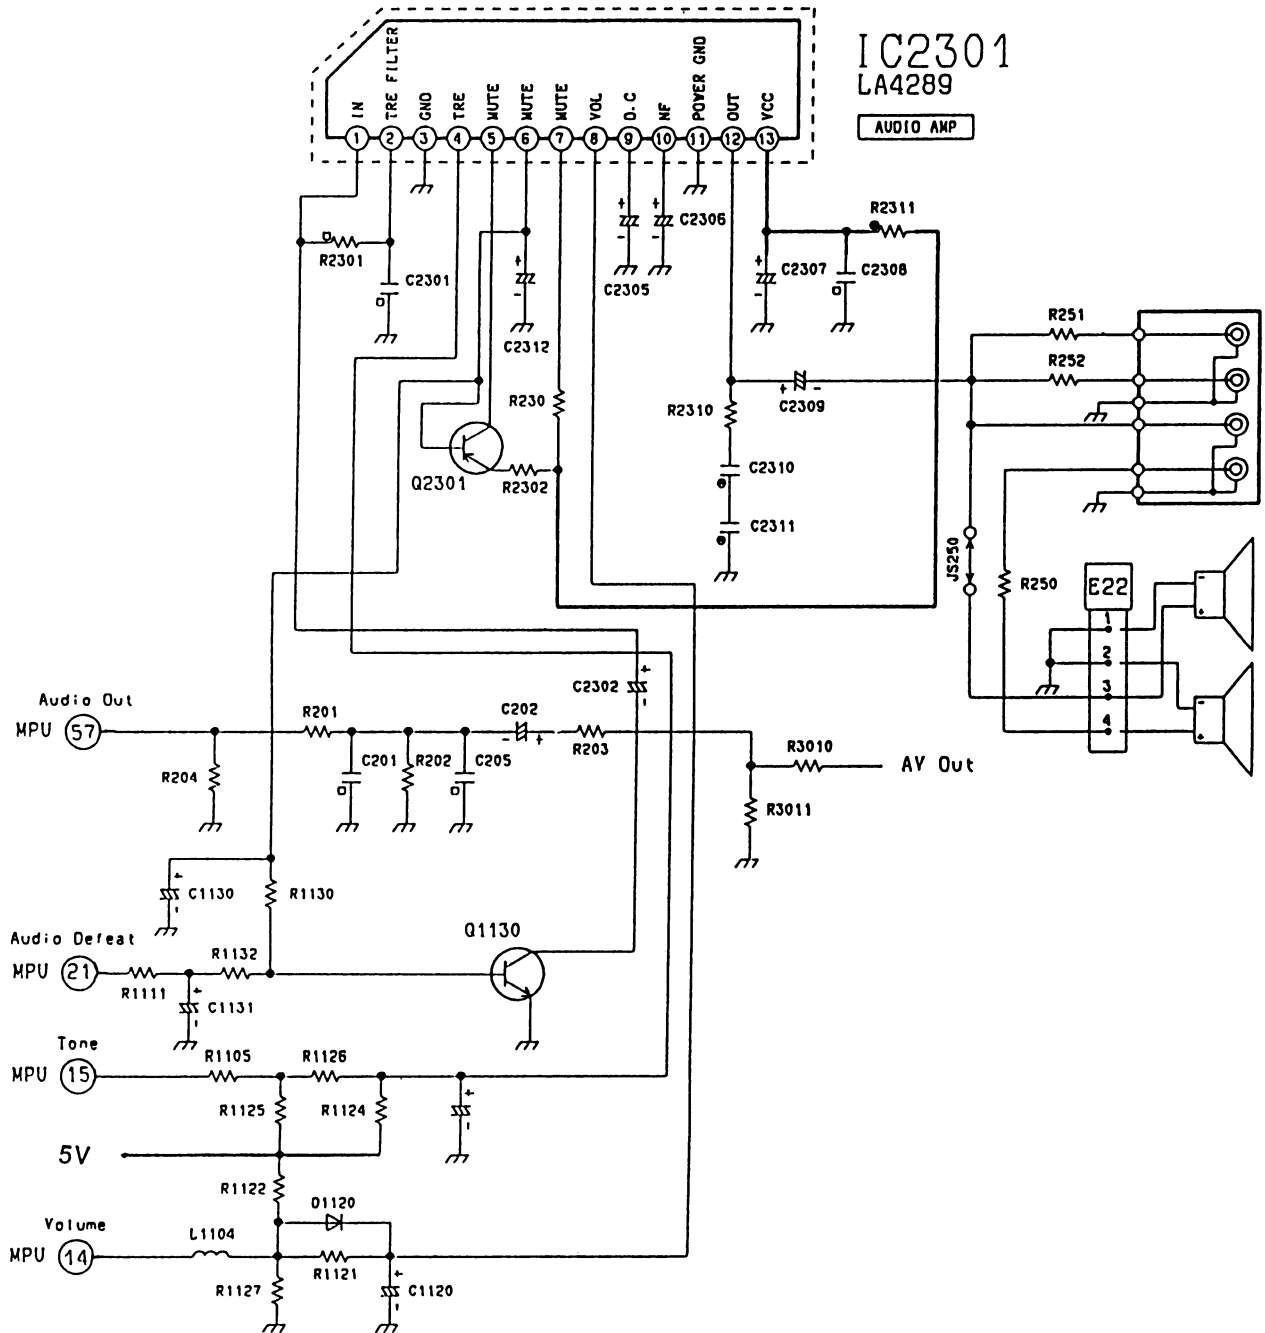 IC2301
LA4289
AUDIO AMP
IN
TRE FILTER
GND
TRE
MUTE
MUTE
MUTE
VOL
D.C
NF
POWER GND
OUT
VCC
1
2
3
4
5
6
7
8
9
10
11
12
13
R2301
C2301
C2312
C2305
C2306
C2307
C2308
R2311
R230
Q2301
R2302
R2310
C2309
C2310
C2311
R251
R252
JS250
R250
E22
1
2
3
4
Audio Out
MPU 57
R204
R201
C201
R202
C205
C202
R203
C2302
R3010
AV Out
R3011
C1130
R1130
Audio Defeat
MPU 21
R1111
R1132
C1131
Q1130
Tone
MPU 15
R1105
R1126
R1125
R1124
5V
R1122
D1120
Volume
MPU 14
L1104
R1121
R1127
C1120